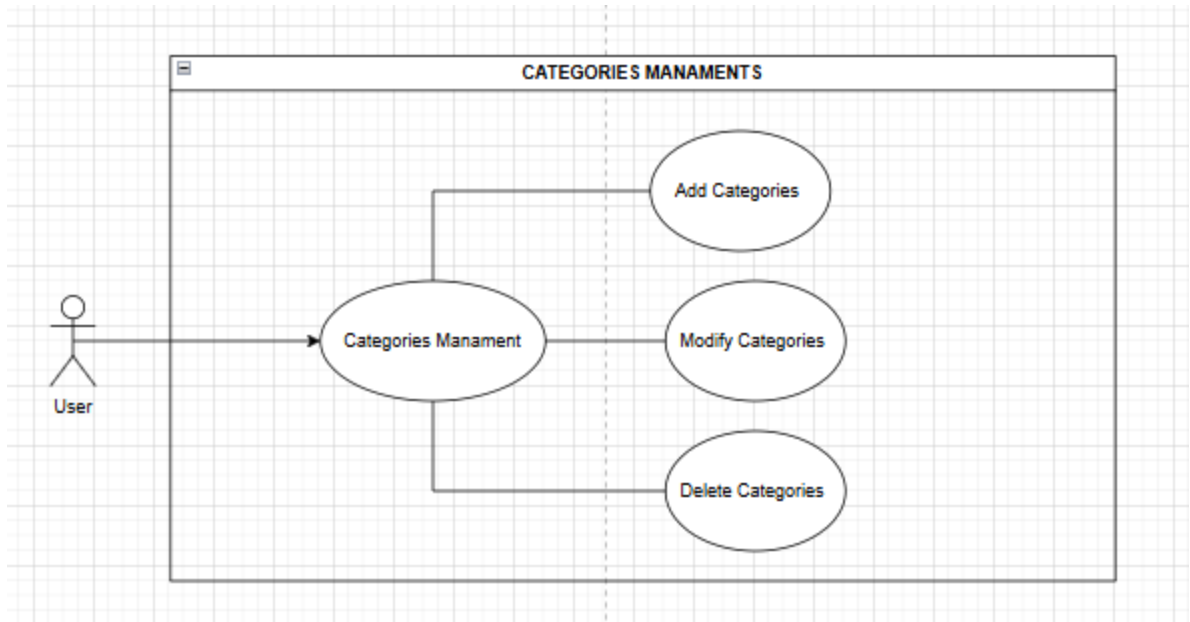 CATEGORIES MANAMENTS
Add Categories
Categories Manament
Modify Categories
User
Delete Categories